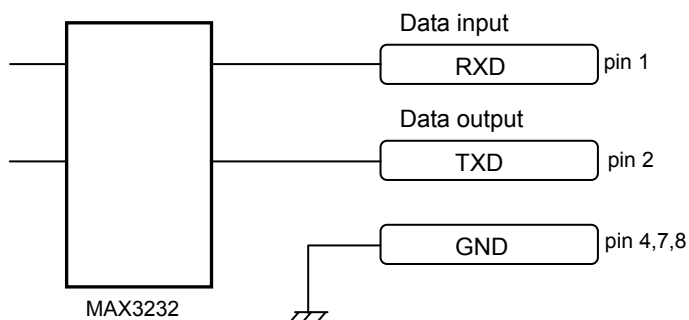 Data input
RXD pin 1
Data output
TXD pin 2
GND pin 4,7,8
MAX3232